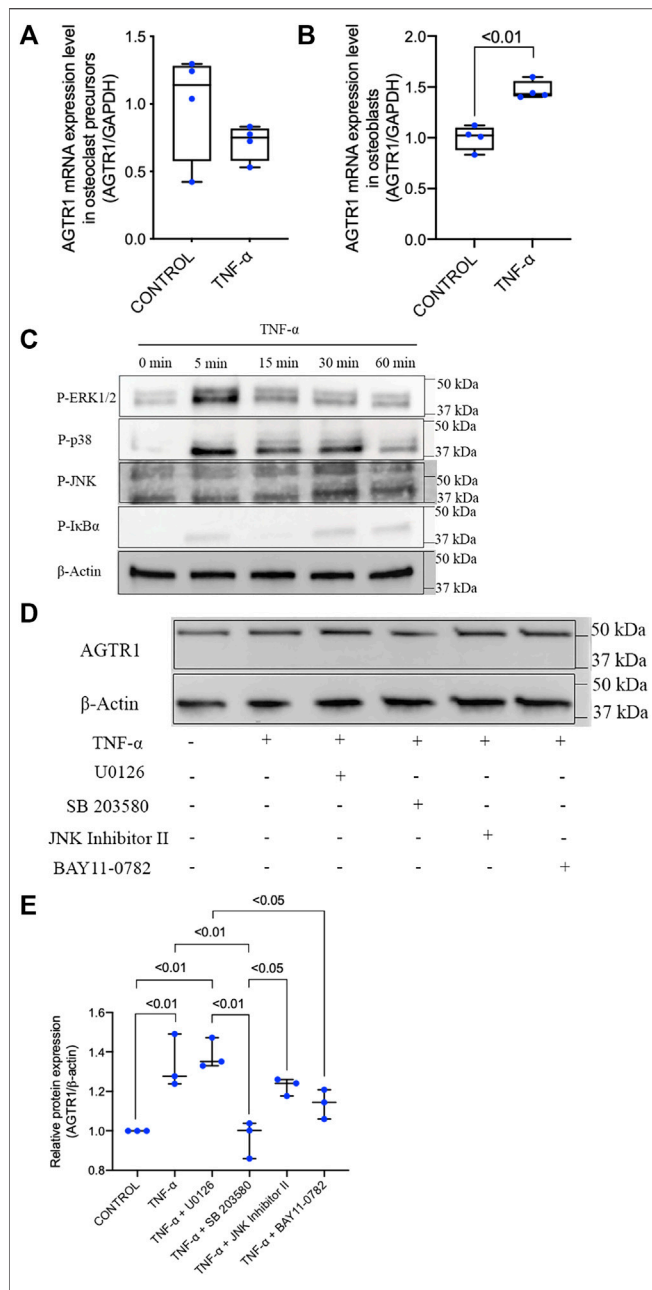 A
AGTR1 mRNA expression level
in osteoclast precursors
(AGTR1/GAPDH)
1.5
1.0
0.5
0.0
CONTROL
TNF-α
B
AGTR1 mRNA expression level
in osteoblasts
(AGTR1/GAPDH)
<0.01
2.0
1.5
1.0
0.5
0.0
CONTROL
TNF-α
C
TNF-α
0 min 5 min 15 min 30 min 60 min
P-ERK1/2
50 kDa
37 kDa
P-p38
50 kDa
37 kDa
P-JNK
50 kDa
37 kDa
P-IκBα
50 kDa
37 kDa
β-Actin
50 kDa
37 kDa
D
AGTR1
50 kDa
37 kDa
β-Actin
50 kDa
37 kDa
TNF-α - + + + + +
U0126 - - + - - -
SB 203580 - - - + - -
JNK Inhibitor II - - - - + -
BAY11-0782 - - - - - +
E
<0.05
<0.01
<0.01 <0.05
<0.01 <0.01
Relative protein expression
(AGTR1/β-actin)
1.6
1.4
1.2
1.0
0.8
CONTROL
TNF-α
TNF-α + U0126
TNF-α + SB 203580
TNF-α + JNK Inhibitor II
TNF-α + BAY11-0782